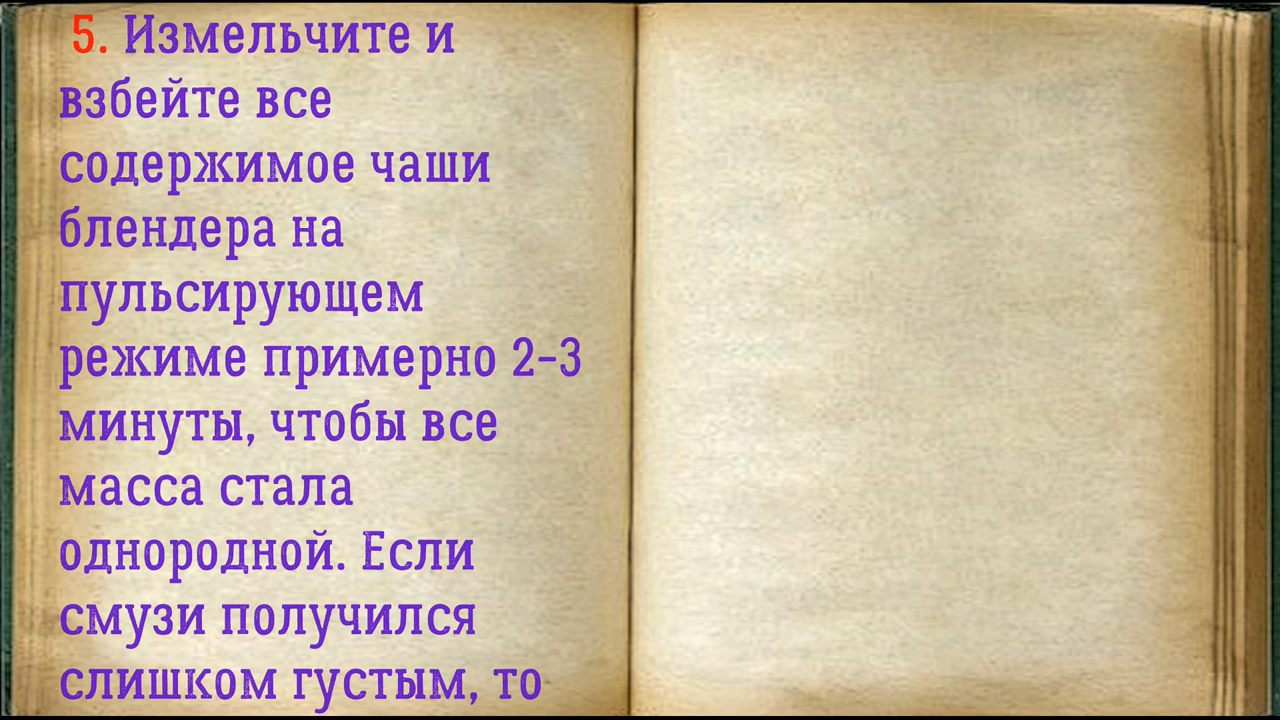 5. Измельчите и
взбейте все
содержимое чаши
блендера на
пульсирующем
режиме примерно 2-3
минуты, чтобы все
масса стала
однородной. Если
смузи получился
слишком густым, то